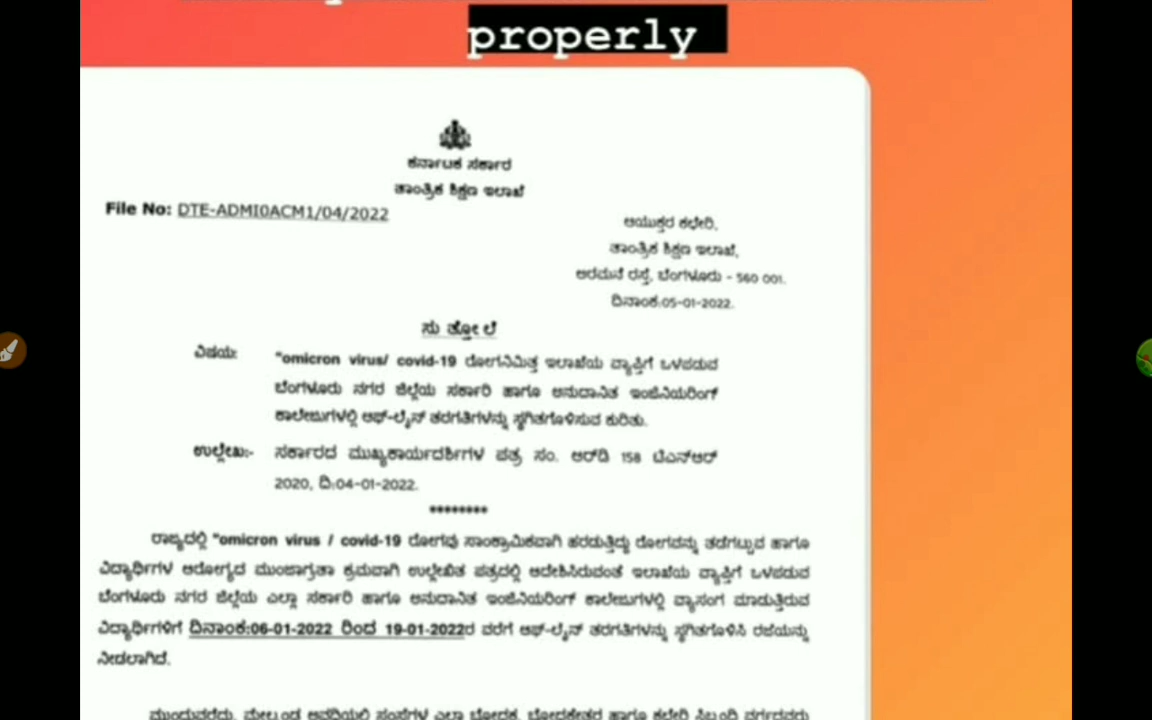 properly
ಕರ್ನಾಟಕ ಸರ್ಕಾರ
ತಾಂತ್ರಿಕ ಶಿಕ್ಷಣ ಇಲಾಖೆ
File No: DTE-ADMI0ACM1/04/2022
ಆಯುಕ್ತರ ಕಛೇರಿ,
ತಾಂತ್ರಿಕ ಶಿಕ್ಷಣ ಇಲಾಖೆ,
ಅರಮನೆ ರಸ್ತೆ, ಬೆಂಗಳೂರು - 560 001.
ದಿನಾಂಕ:05-01-2022.
ಸು ತ್ತೋ ಲೆ
ವಿಷಯ: "omicron virus/ covid-19 ರೋಗನಿಮಿತ್ತ ಇಲಾಖೆಯ ವ್ಯಾಪ್ತಿಗೆ ಒಳಪಡುವ
ಬೆಂಗಳೂರು ನಗರ ಜಿಲ್ಲೆಯ ಸರ್ಕಾರಿ ಹಾಗೂ ಅನುದಾನಿತ ಇಂಜಿನಿಯರಿಂಗ್
ಕಾಲೇಜುಗಳಲ್ಲಿ ಆಫ್-ಲೈನ್ ತರಗತಿಗಳನ್ನು ಸ್ಥಗಿತಗೊಳಿಸುವ ಕುರಿತು.
ಉಲ್ಲೇಖ:- ಸರ್ಕಾರದ ಮುಖ್ಯಕಾರ್ಯದರ್ಶಿಗಳ ಪತ್ರ ಸಂ. ಆರ್‌ಡಿ 158 ಟಿಎನ್ಆರ್
2020, ದಿ:04-01-2022.
********
ರಾಜ್ಯದಲ್ಲಿ "omicron virus / covid-19 ರೋಗವು ಸಾಂಕ್ರಾಮಿಕವಾಗಿ ಹರಡುತ್ತಿದ್ದು ರೋಗವನ್ನು ತಡೆಗಟ್ಟುವ ಹಾಗೂ
ವಿದ್ಯಾರ್ಥಿಗಳ ಆರೋಗ್ಯದ ಮುಂಜಾಗ್ರತಾ ಕ್ರಮವಾಗಿ ಉಲ್ಲೇಖಿತ ಪತ್ರದಲ್ಲಿ ಆದೇಶಿಸಿರುವಂತೆ ಇಲಾಖೆಯ ವ್ಯಾಪ್ತಿಗೆ ಒಳಪಡುವ
ಬೆಂಗಳೂರು ನಗರ ಜಿಲ್ಲೆಯ ಎಲ್ಲಾ ಸರ್ಕಾರಿ ಹಾಗೂ ಅನುದಾನಿತ ಇಂಜಿನಿಯರಿಂಗ್ ಕಾಲೇಜುಗಳಲ್ಲಿ ವ್ಯಾಸಂಗ ಮಾಡುತ್ತಿರುವ
ವಿದ್ಯಾರ್ಥಿಗಳಿಗೆ ದಿನಾಂಕ:06-01-2022 ರಿಂದ 19-01-2022ರ ವರೆಗೆ ಆಫ್-ಲೈನ್ ತರಗತಿಗಳನ್ನು ಸ್ಥಗಿತಗೊಳಿಸಿ ರಜೆಯನ್ನು
ನೀಡಲಾಗಿದೆ.